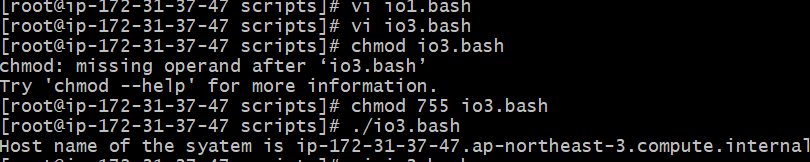 [root@ip-172-31-37-47 scripts]# vi io1.bash
[root@ip-172-31-37-47 scripts]# vi io3.bash
[root@ip-172-31-37-47 scripts]# chmod io3.bash
chmod: missing operand after ‘io3.bash’
Try 'chmod --help' for more information.
[root@ip-172-31-37-47 scripts]# chmod 755 io3.bash
[root@ip-172-31-37-47 scripts]# ./io3.bash
Host name of the syatem is ip-172-31-37-47.ap-northeast-3.compute.internal